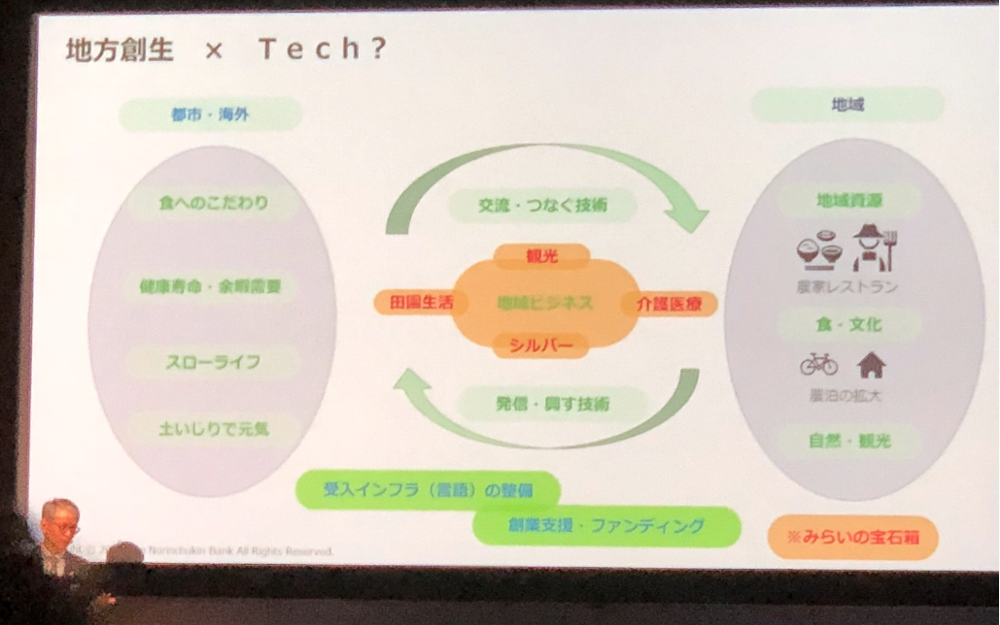 地方創生 × Tech?
都市・海外
食へのこだわり
健康寿命・余暇需要
スローライフ
土いじりで元気
交流・つなぐ技術
観光
田園生活
地域ビジネス
介護医療
シルバー
発信・興す技術
地域
地域資源
農家レストラン
食・文化
農泊の拡大
自然・観光
受入インフラ（言語）の整備
創業支援・ファンディング
※みらいの宝石箱
Norinchukin Bank All Rights Reserved.